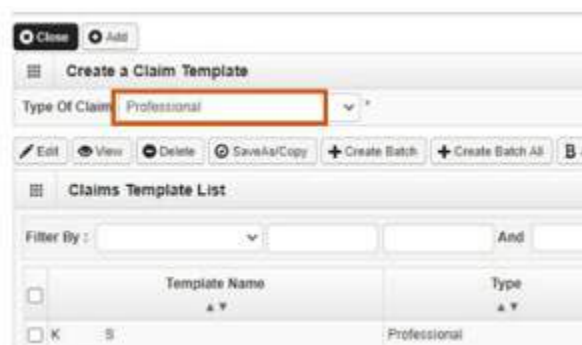 Close Add
Create a Claim Template
Type Of Claim Professional *
Edit View Delete SaveAs/Copy Create Batch Create Batch All B
Claims Template List
Filter By : And
Template Name Type
K S Professional